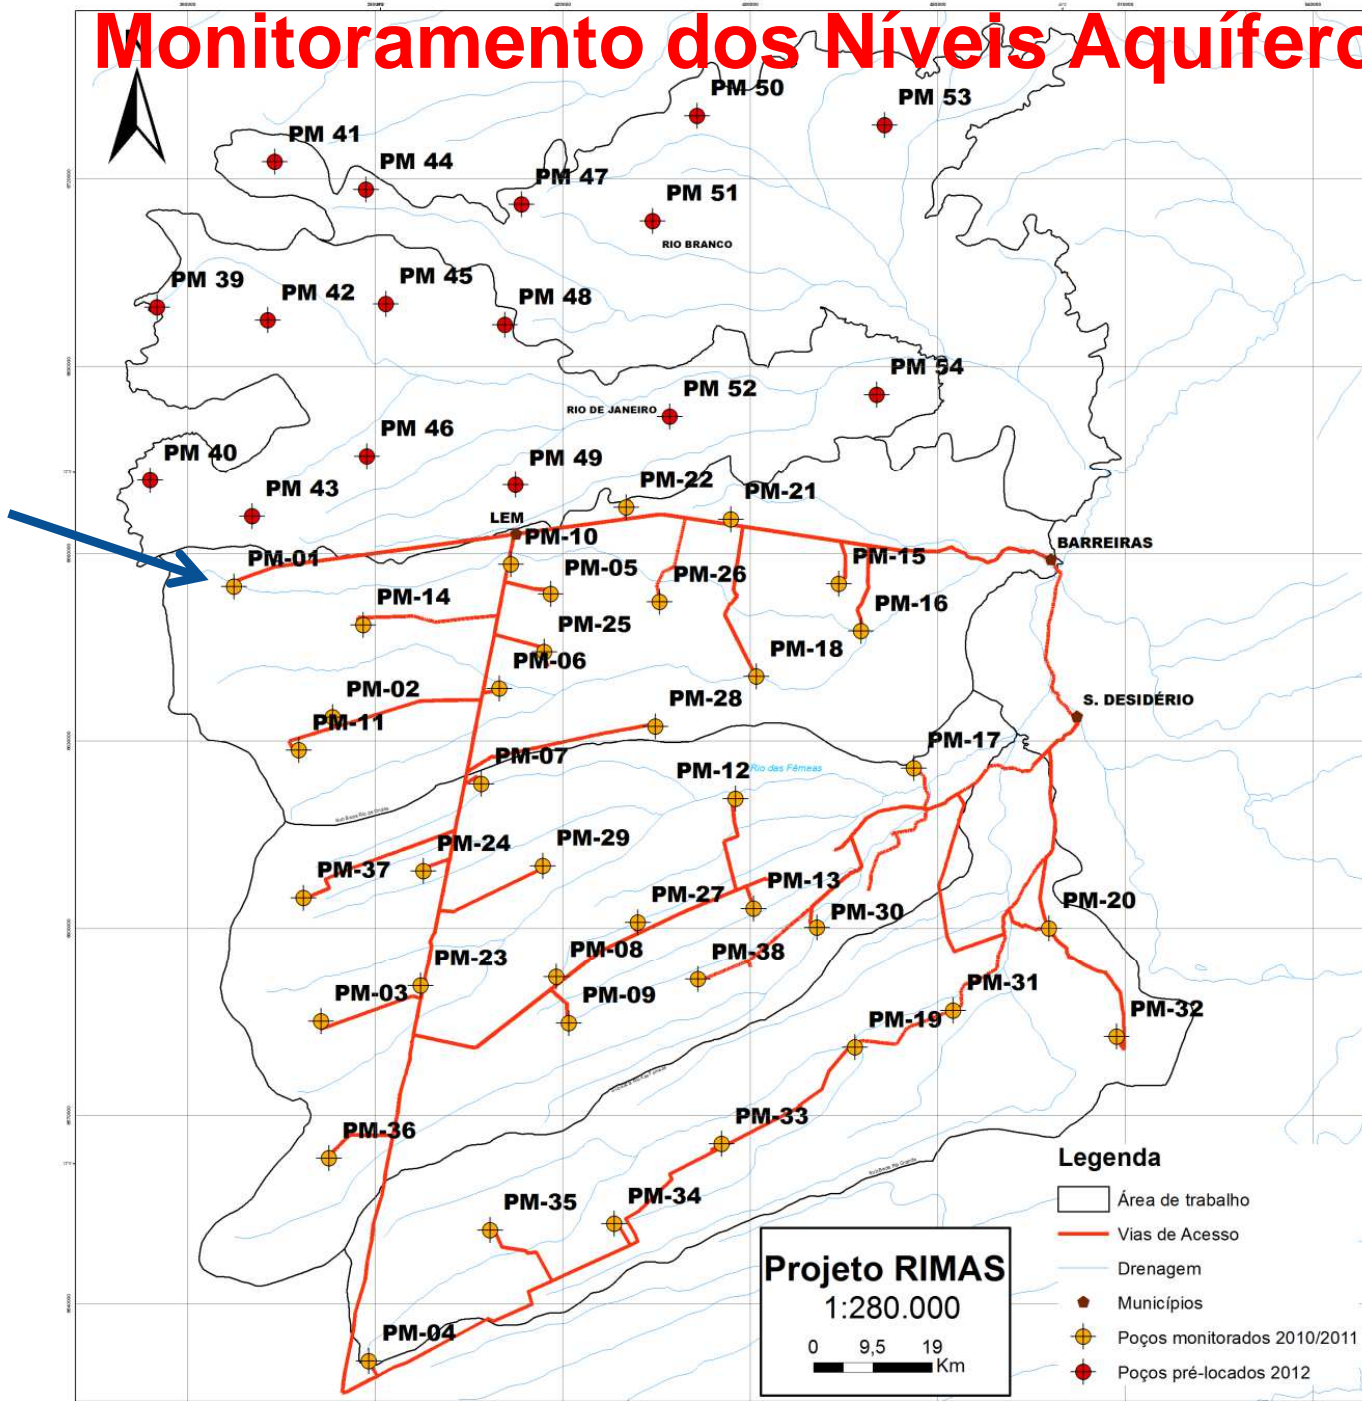 Monitoramento dos Níveis Aquífero
PM 50
PM 53
PM 41
PM 44
PM 47
PM 51
RIO BRANCO
PM 39
PM 42
PM 45
PM 48
PM 54
PM 52
RIO DE JANEIRO
PM 46
PM 40
PM 49
PM 43
PM-22
PM-21
LEM
PM-10
BARREIRAS
PM-01
PM-05
PM-26
PM-15
PM-14
PM-16
PM-25
PM-18
PM-06
PM-02
PM-28
S. DESIDÉRIO
PM-11
PM-17
PM-07
PM-12
Rio das Fêmeas
PM-24
PM-29
PM-37
PM-13
PM-27
PM-30
PM-20
PM-08
PM-38
PM-23
PM-03
PM-09
PM-31
PM-32
PM-19
PM-33
PM-36
PM-35
PM-34
PM-04
Projeto RIMAS
1:280.000
0 9,5 19
Km
Legenda
Área de trabalho
Vias de Acesso
Drenagem
Municípios
Poços monitorados 2010/2011
Poços pré-locados 2012